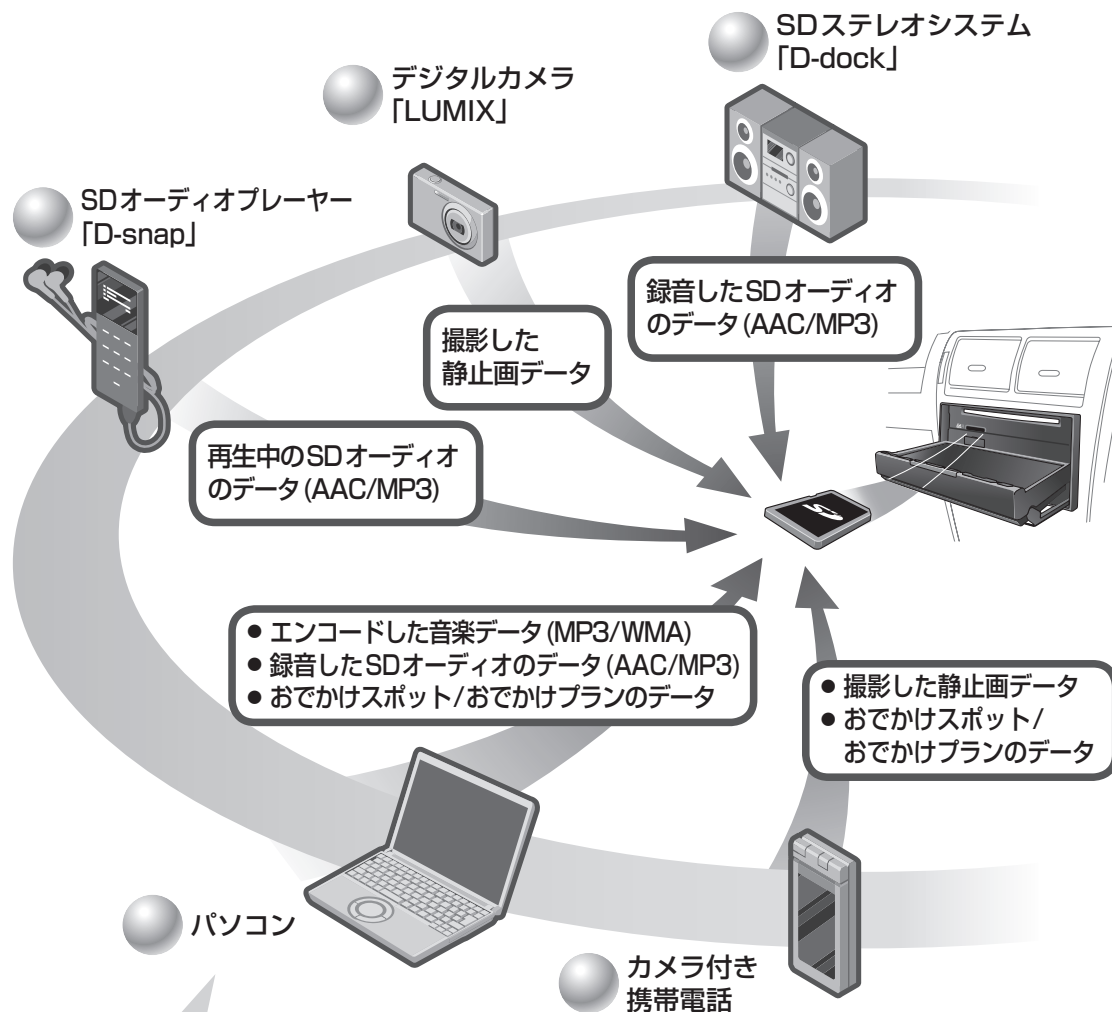 SDステレオシステム
「D-dock」
デジタルカメラ
「LUMIX」
SDオーディオプレーヤー
「D-snap」
録音したSDオーディオ
のデータ(AAC/MP3)
撮影した
静止画データ
再生中のSDオーディオ
のデータ(AAC/MP3)
SD
● エンコードした音楽データ(MP3/WMA)
● 録音したSDオーディオのデータ(AAC/MP3)
● おでかけスポット/おでかけプランのデータ
● 撮影した静止画データ
● おでかけスポット/
おでかけプランのデータ
パソコン
カメラ付き
携帯電話